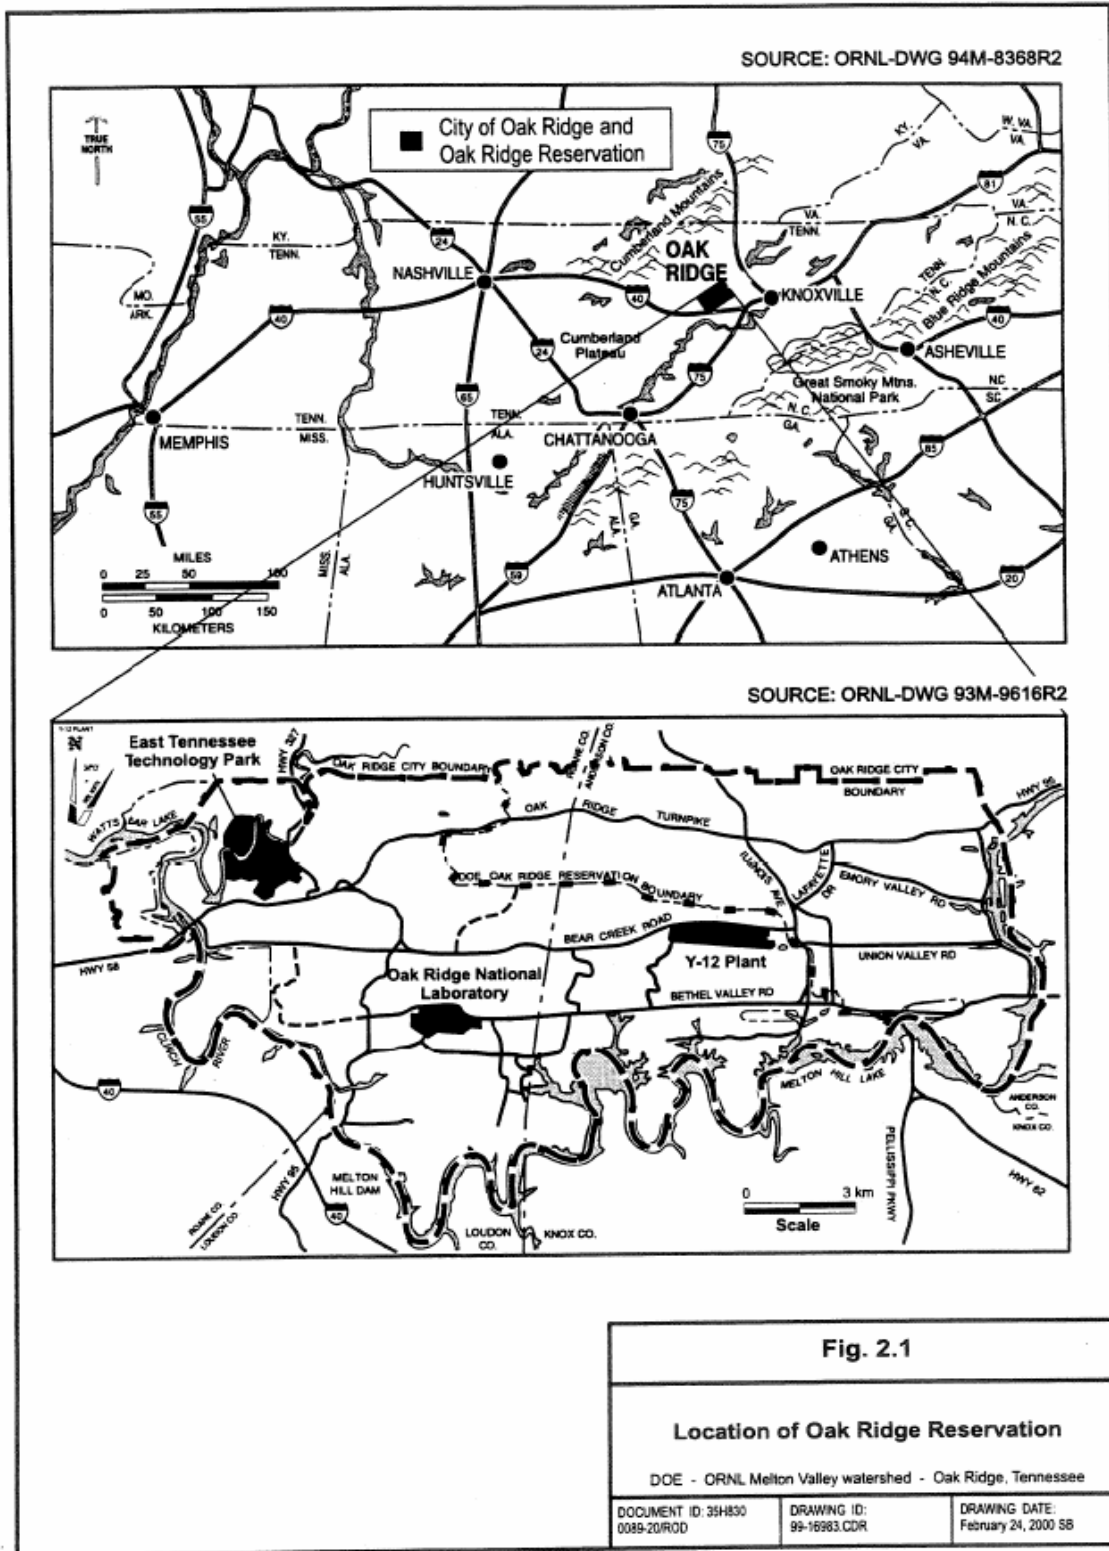 SOURCE: ORNL-DWG 94M-8368R2
TRUE
NORTH
City of Oak Ridge and
Oak Ridge Reservation
75
KY.
VA.
W. VA.
VA.
81
55
KY.
TENN.
24
Cumberland Mountains
VA.
TENN.
VA.
N. C.
OAK
RIDGE
TENN.
N. C.
Blue Ridge Mountains
NASHVILLE
MO.
ARK.
40
40
KNOXVILLE
40
24
Cumberland
Plateau
ASHEVILLE
65
75
Great Smoky Mtns.
National Park
N.C.
SC.
MEMPHIS
TENN.
MISS.
TENN.
ALA.
CHATTANOOGA
N. C.
GA.
85
HUNTSVILLE
55
75
GA.
ALA.
S. C.
GA.
MISS.
ALA.
ATHENS
59
ATLANTA
20
MILES
0 25 50 100
0 50 100 150
KILOMETERS
SOURCE: ORNL-DWG 93M-9616R2
Y-12 PLANT
N
East Tennessee
Technology Park
HWY 327
OAK RIDGE CITY BOUNDARY
ROANE CO.
ANDERSON CO.
OAK RIDGE CITY
BOUNDARY
HWY 95
WATTS BAR LAKE
OAK RIDGE TURNPIKE
ILLINOIS AVE
LAFAYETTE
DR
EMORY VALLEY RD
DOE OAK RIDGE RESERVATION BOUNDARY
BEAR CREEK ROAD
HWY 58
Y-12 Plant
UNION VALLEY RD
Oak Ridge National
Laboratory
BETHEL VALLEY RD
CLINCH
RIVER
40
MELTON HILL LAKE
ANDERSON
CO.
KNOX CO.
PELLISSIPPI PKWY
HWY 62
HWY 95
MELTON
HILL DAM
40
ROANE CO.
LOUDON CO.
LOUDON
CO.
KNOX CO.
0 3 km
Scale
Fig. 2.1
Location of Oak Ridge Reservation
DOE - ORNL Melton Valley watershed - Oak Ridge, Tennessee
DOCUMENT ID: 35H830
0089-20/ROD
DRAWING ID:
99-16983.CDR
DRAWING DATE:
February 24, 2000 SB